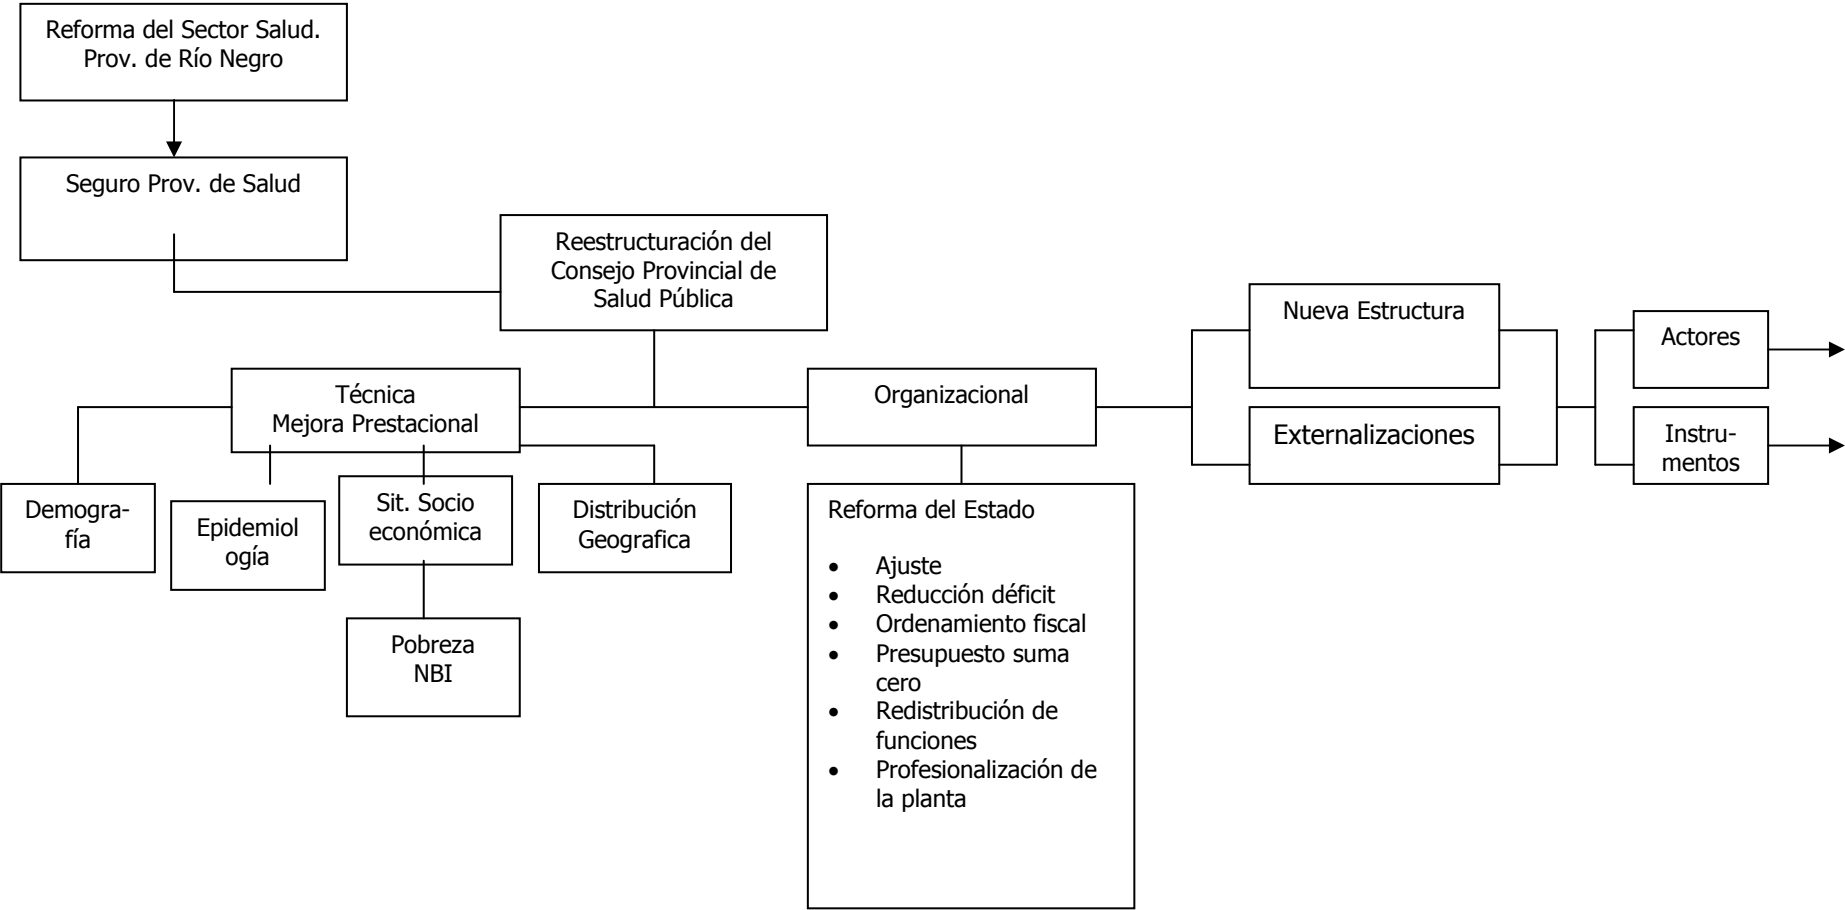 Reforma del Sector Salud.
Prov. de Río Negro
Seguro Prov. de Salud
Reestructuración del
Consejo Provincial de
Salud Pública
Nueva Estructura
Externalizaciones
Actores
Instru-
mentos
Técnica
Mejora Prestacional
Organizacional
Demogra-
fía
Epidemiol
ogía
Sit. Socio
económica
Distribución
Geografica
Pobreza
NBI
Reforma del Estado
• Ajuste
• Reducción déficit
• Ordenamiento fiscal
• Presupuesto suma
cero
• Redistribución de
funciones
• Profesionalización de
la planta